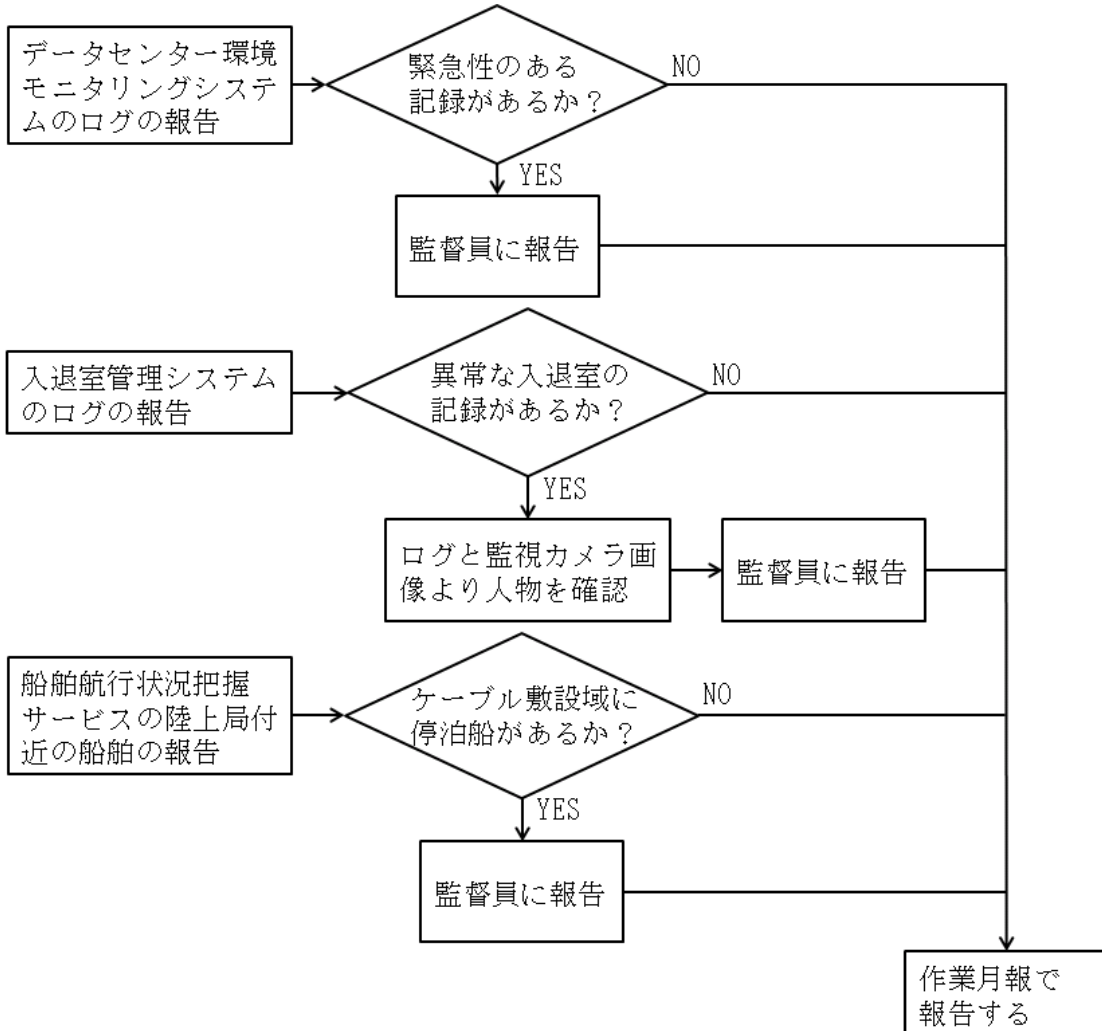 データセンター環境
モニタリングシステ
ムのログの報告
緊急性のある
記録があるか？
NO
YES
監督員に報告
入退室管理システム
のログの報告
異常な入退室の
記録があるか？
NO
YES
ログと監視カメラ画
像より人物を確認
監督員に報告
船舶航行状況把握
サービスの陸上局付
近の船舶の報告
ケーブル敷設域に
停泊船があるか？
NO
YES
監督員に報告
作業月報で
報告する